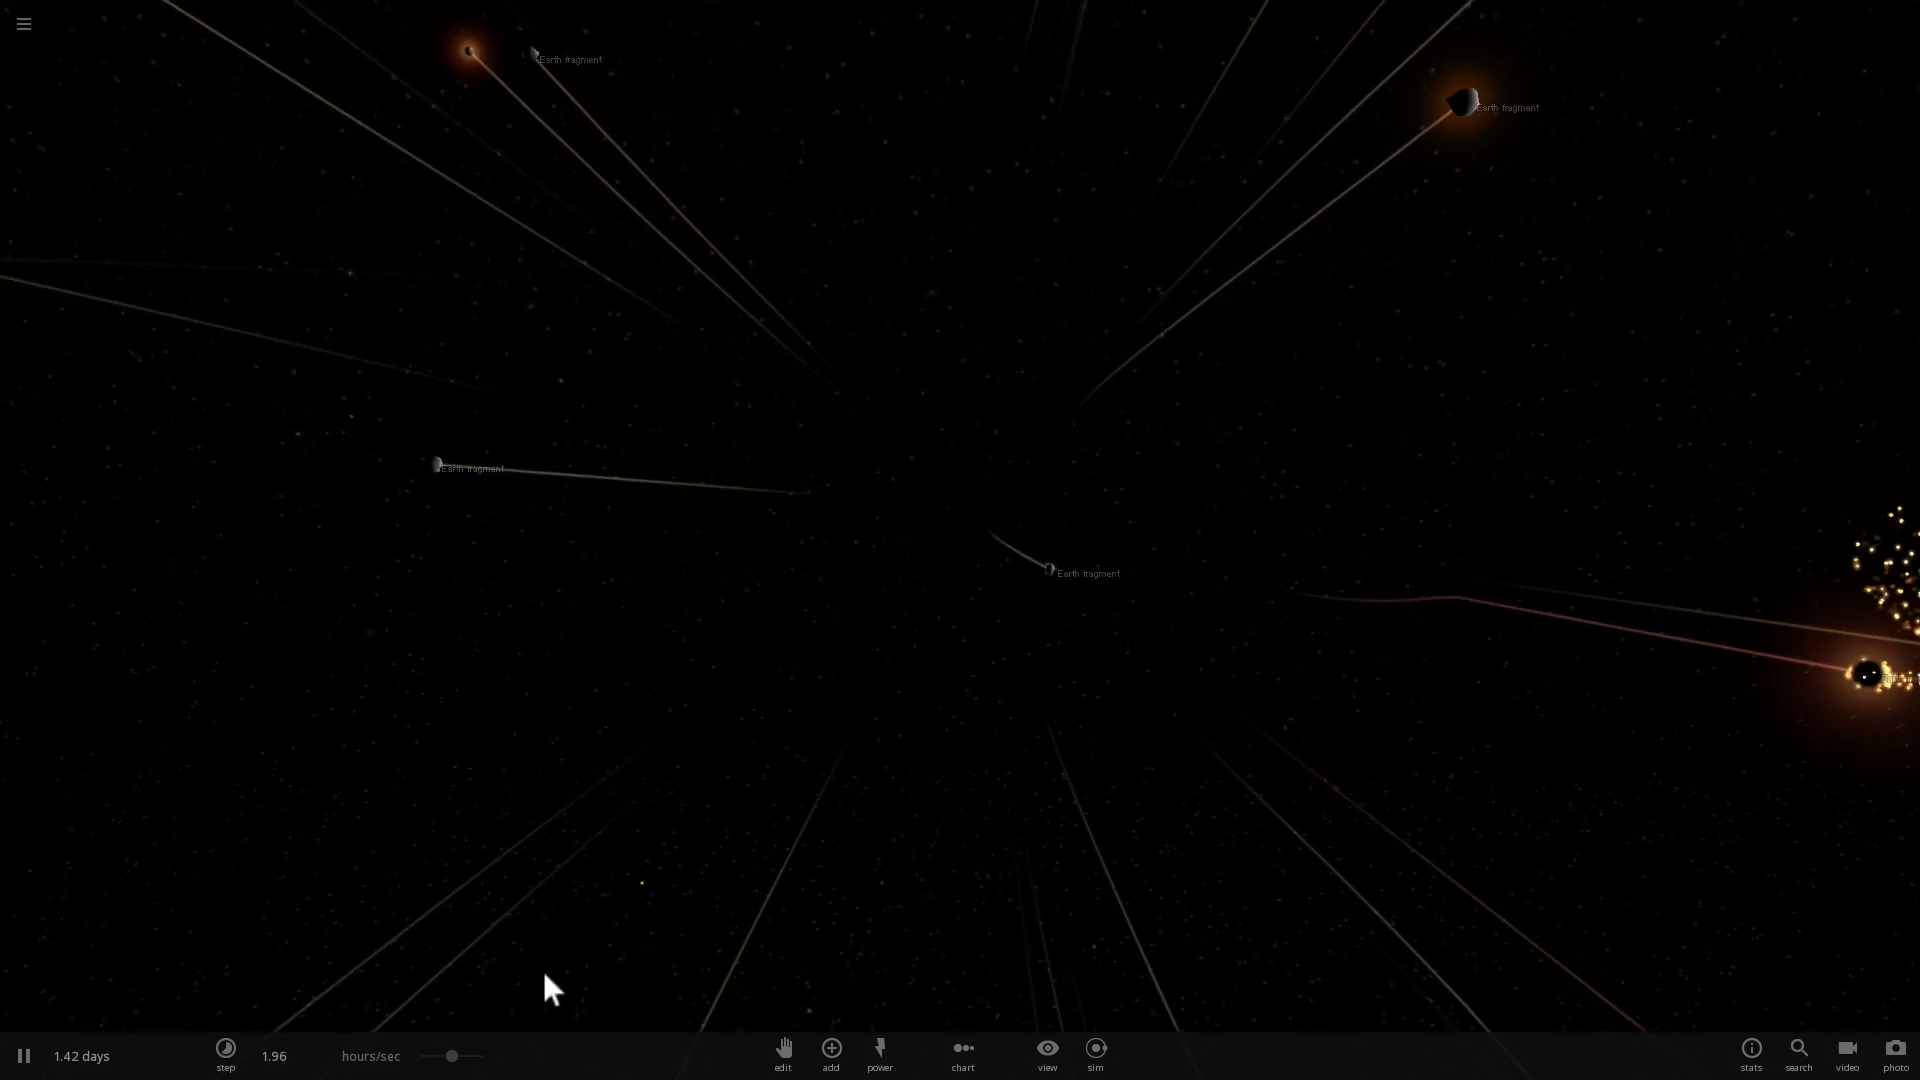 Earth fragment
Earth fragment
Earth fragment
Earth fragment
1.42 days
step
1.96
hours/sec
edit
add
power
chart
view
sim
stats
search
video
photo